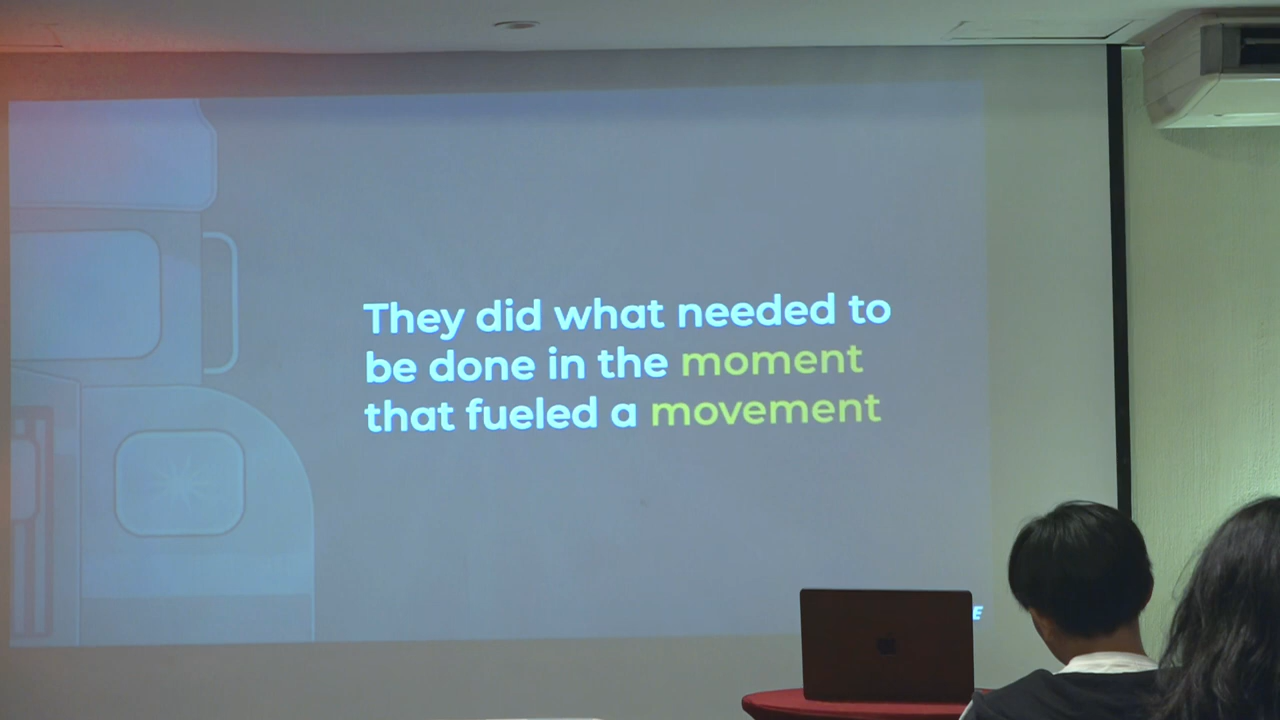 They did what needed to
be done in the moment
that fueled a movement